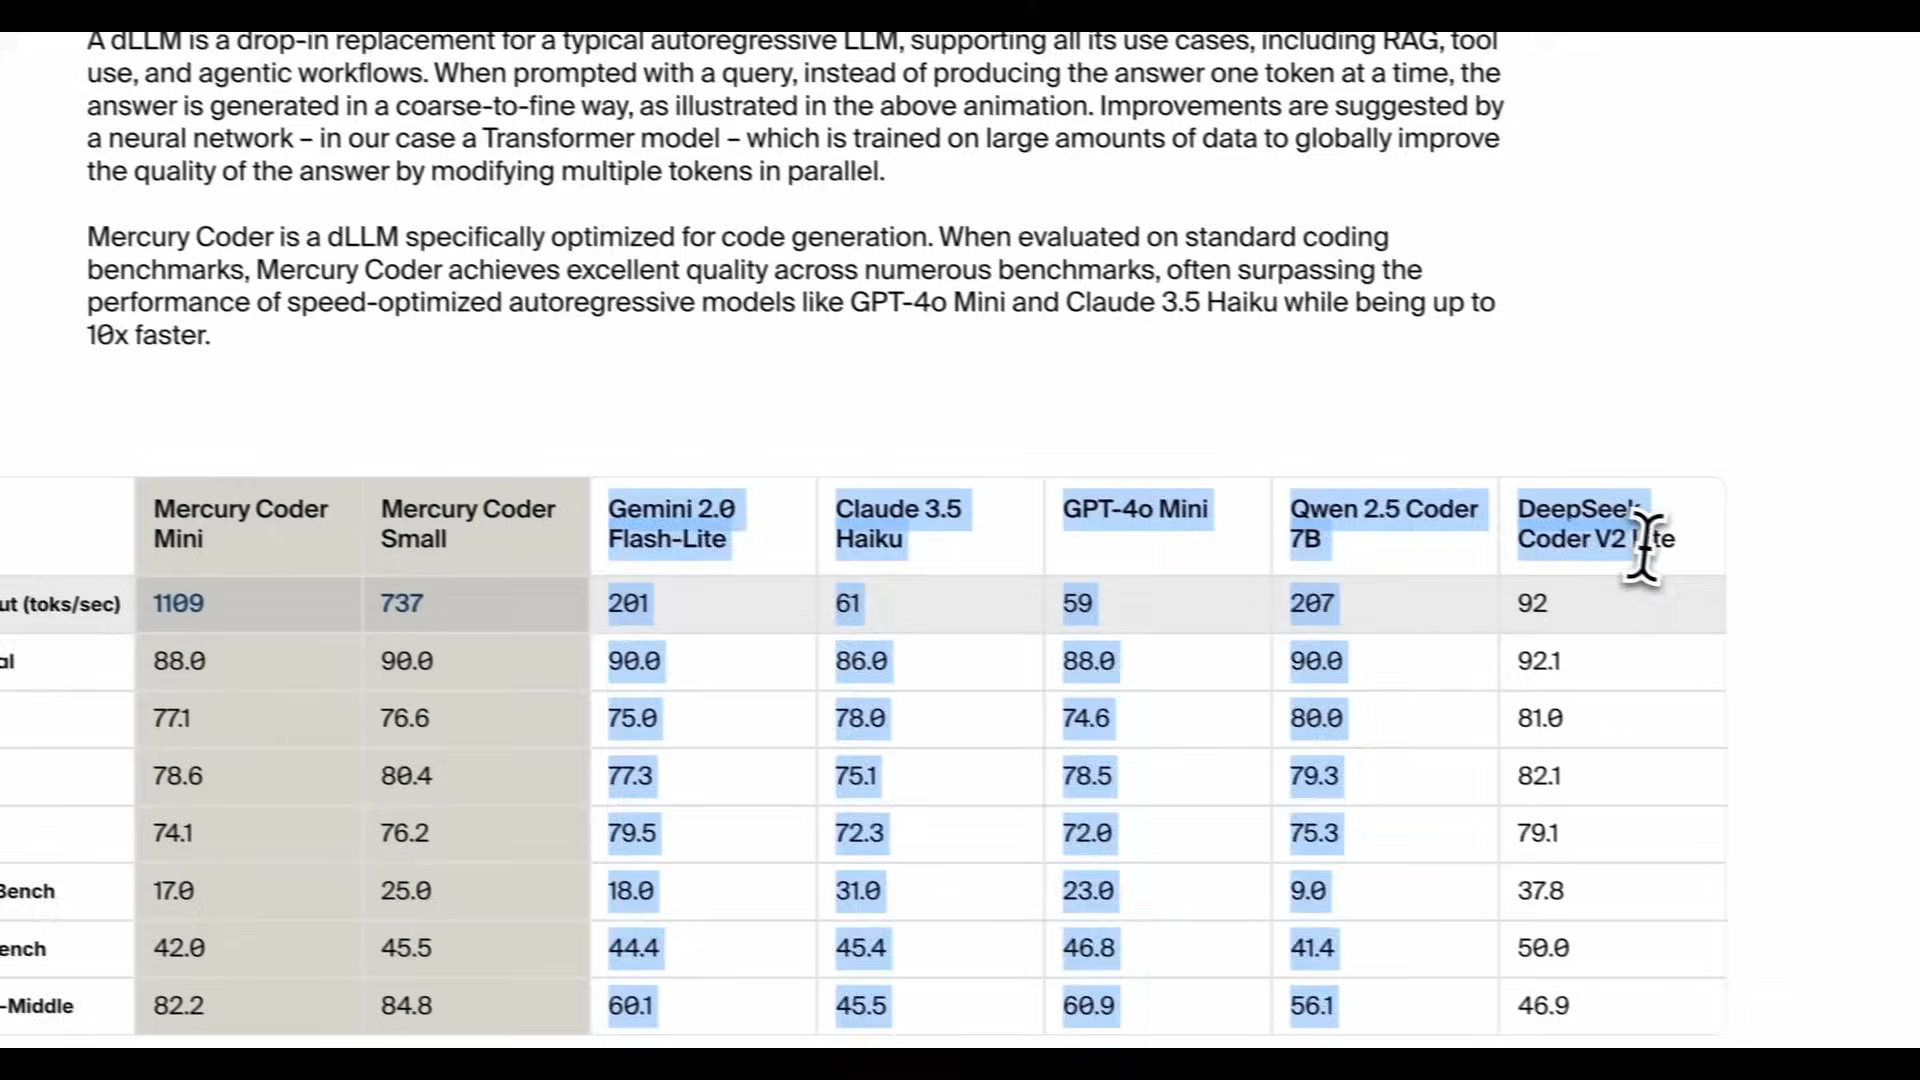 A dLLM is a drop-in replacement for a typical autoregressive LLM, supporting all its use cases, including RAG, tool
use, and agentic workflows. When prompted with a query, instead of producing the answer one token at a time, the
answer is generated in a coarse-to-fine way, as illustrated in the above animation. Improvements are suggested by
a neural network – in our case a Transformer model – which is trained on large amounts of data to globally improve
the quality of the answer by modifying multiple tokens in parallel.
Mercury Coder is a dLLM specifically optimized for code generation. When evaluated on standard coding
benchmarks, Mercury Coder achieves excellent quality across numerous benchmarks, often surpassing the
performance of speed-optimized autoregressive models like GPT-4o Mini and Claude 3.5 Haiku while being up to
10x faster.
Mercury Coder Mini Mercury Coder Small Gemini 2.0 Flash-Lite Claude 3.5 Haiku GPT-4o Mini Qwen 2.5 Coder 7B DeepSeek Coder V2 Lite
ut (toks/sec) 1109 737 201 61 59 207 92
al 88.0 90.0 90.0 86.0 88.0 90.0 92.1
77.1 76.6 75.0 78.0 74.6 80.0 81.0
78.6 80.4 77.3 75.1 78.5 79.3 82.1
74.1 76.2 79.5 72.3 72.0 75.3 79.1
Bench 17.0 25.0 18.0 31.0 23.0 9.0 37.8
ench 42.0 45.5 44.4 45.4 46.8 41.4 50.0
-Middle 82.2 84.8 60.1 45.5 60.9 56.1 46.9